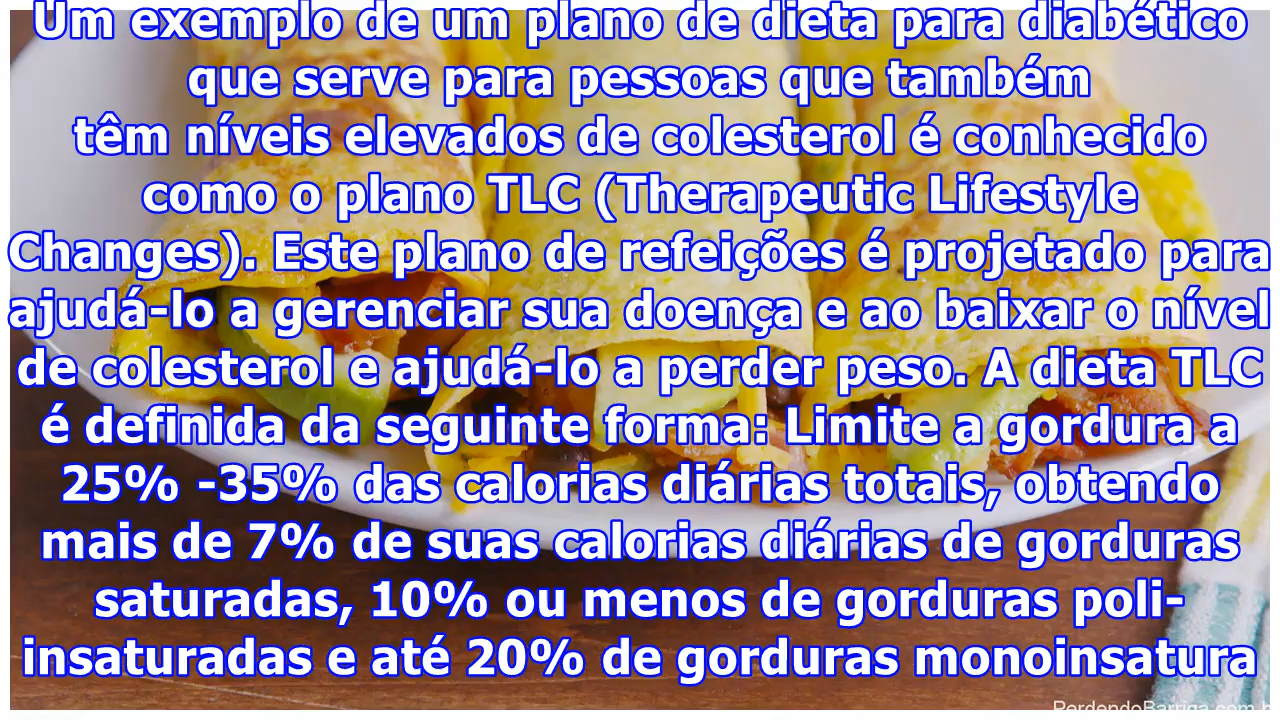 Um exemplo de um plano de dieta para diabético
que serve para pessoas que também
têm níveis elevados de colesterol é conhecido
como o plano TLC (Therapeutic Lifestyle
Changes). Este plano de refeições é projetado para
ajudá-lo a gerenciar sua doença e ao baixar o nível
de colesterol e ajudá-lo a perder peso. A dieta TLC
é definida da seguinte forma: Limite a gordura a
25% -35% das calorias diárias totais, obtendo
mais de 7% de suas calorias diárias de gorduras
saturadas, 10% ou menos de gorduras poli-
insaturadas e até 20% de gorduras monoinsatura
PerdendoBarriga.com.b